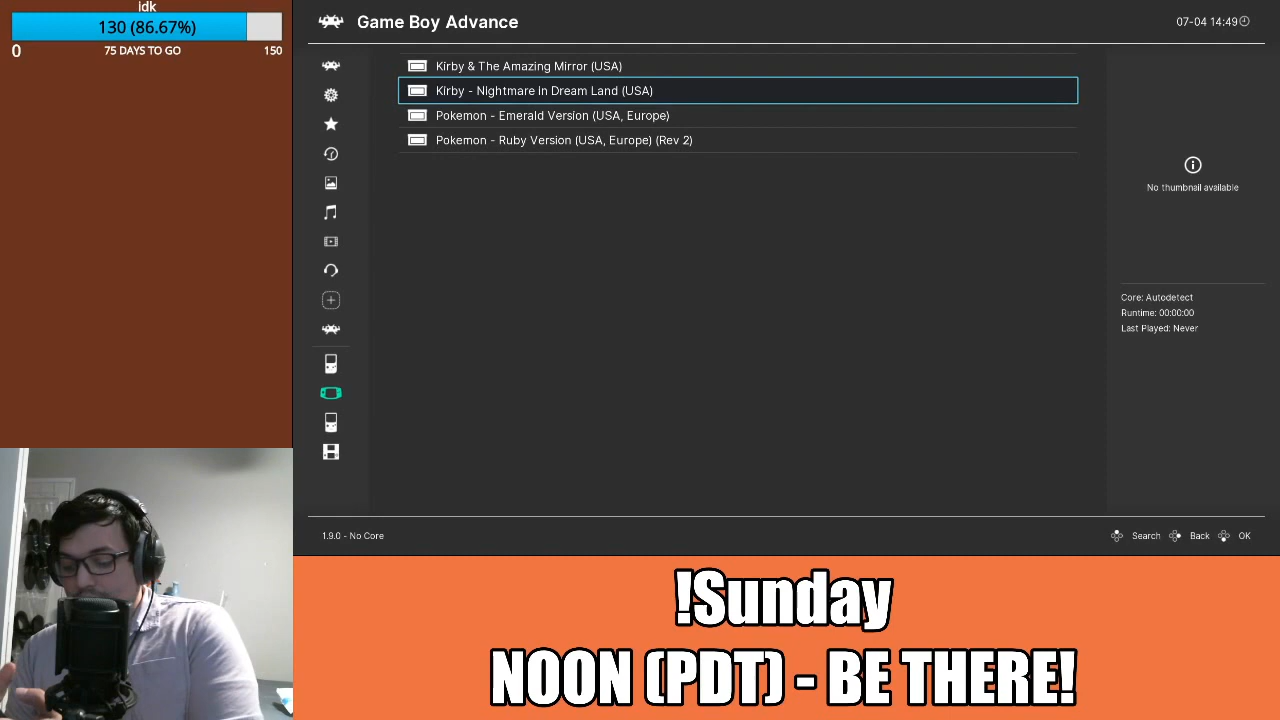 idk
130 (86.67%)
0
75 DAYS TO GO
150
Game Boy Advance
07-04 14:49
Kirby & The Amazing Mirror (USA)
Kirby - Nightmare In Dream Land (USA)
Pokemon - Emerald Version (USA, Europe)
Pokemon - Ruby Version (USA, Europe) (Rev 2)
No thumbnail available
Core: Autodetect
Runtime: 00:00:00
Last Played: Never
1.9.0 - No Core
Search
Back
OK
!Sunday
NOON (PDT) - BE THERE!